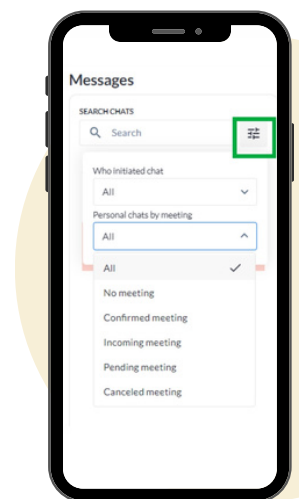 Messages
SEARCH CHATS
Search
Who initiated chat
All
Personal chats by meeting
All
All
No meeting
Confirmed meeting
Incoming meeting
Pending meeting
Canceled meeting